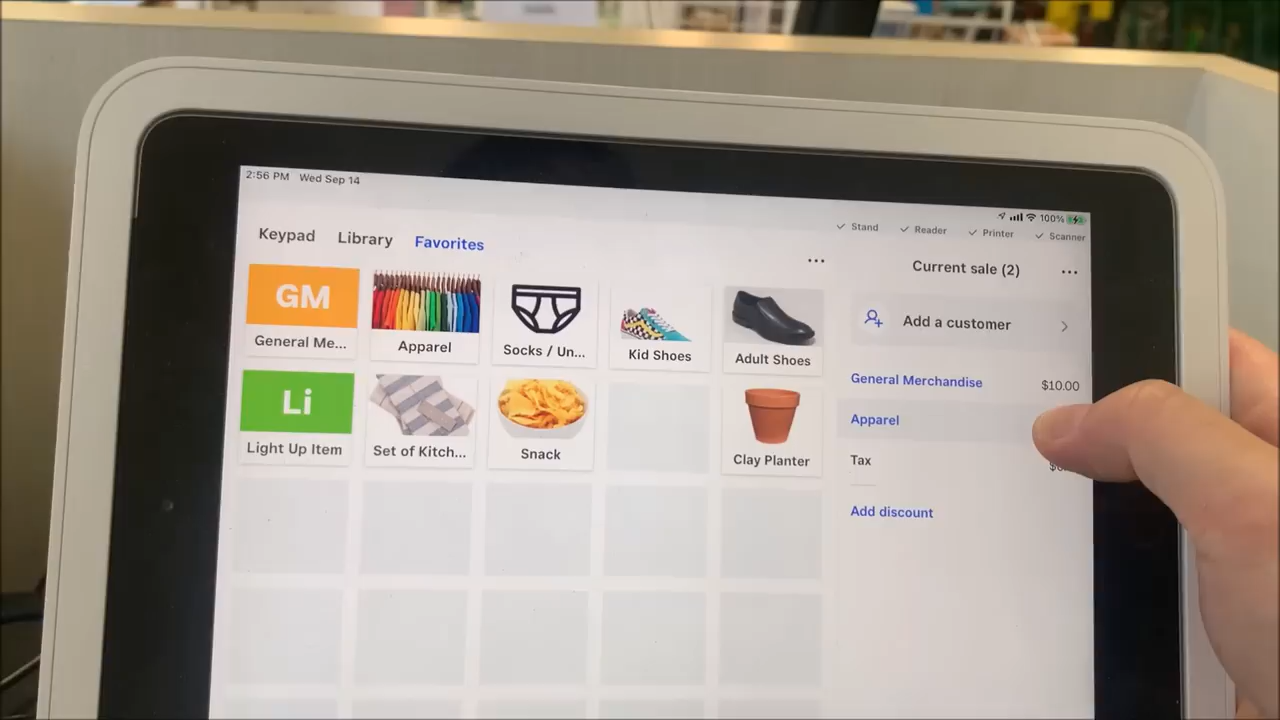 2:56 PM Wed Sep 14
100%
Stand Reader Printer Scanner
Keypad Library Favorites
...
Current sale (2)
...
Add a customer
GM
General Me...
Apparel
Socks / Un...
Kid Shoes
Adult Shoes
Li
Light Up Item
Set of Kitch...
Snack
Clay Planter
General Merchandise $10.00
Apparel
Tax
Add discount